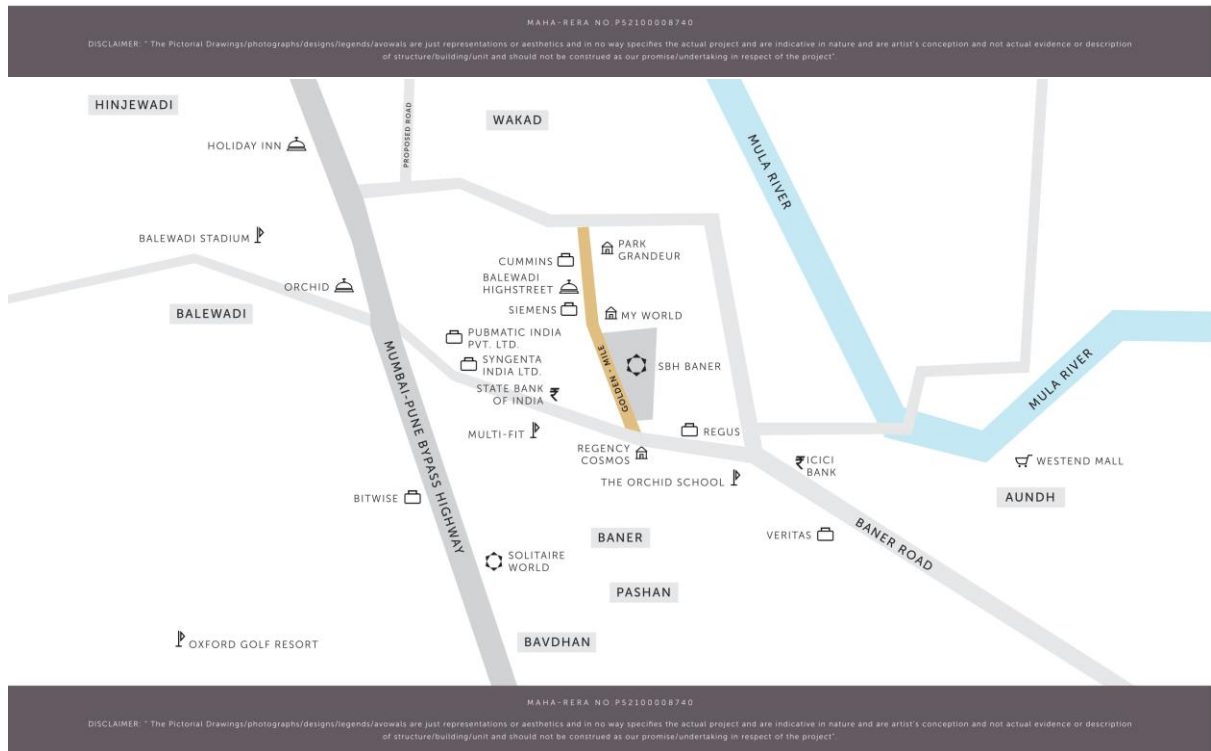 MAHA-RERA NO.P52100008740
DISCLAIMER: " The Pictorial Drawings/photographs/designs/legends/avowals are just representations or aesthetics and in no way specifies the actual project and are indicative in nature and are artist's conception and not actual evidence or description
of structure/building/unit and should not be construed as our promise/undertaking in respect of the project".
HINJEWADI
WAKAD
PROPOSED ROAD
HOLIDAY INN
MULA RIVER
BALEWADI STADIUM
PARK
GRANDEUR
CUMMINS
BALEWADI
HIGHSTREET
ORCHID
SIEMENS
BALEWADI
MY WORLD
PUBMATIC INDIA
PVT. LTD.
SYNGENTA
INDIA LTD.
GOLDEN - MILE
SBH BANER
MULA RIVER
STATE BANK
OF INDIA
MUMBAI-PUNE BYPASS HIGHWAY
MULTI-FIT
REGUS
REGENCY
COSMOS
ICICI
BANK
WESTEND MALL
THE ORCHID SCHOOL
BITWISE
AUNDH
BANER
VERITAS
BANER ROAD
SOLITAIRE
WORLD
PASHAN
OXFORD GOLF RESORT
BAVDHAN
MAHA-RERA NO.P52100008740
DISCLAIMER: " The Pictorial Drawings/photographs/designs/legends/avowals are just representations or aesthetics and in no way specifies the actual project and are indicative in nature and are artist's conception and not actual evidence or description
of structure/building/unit and should not be construed as our promise/undertaking in respect of the project".